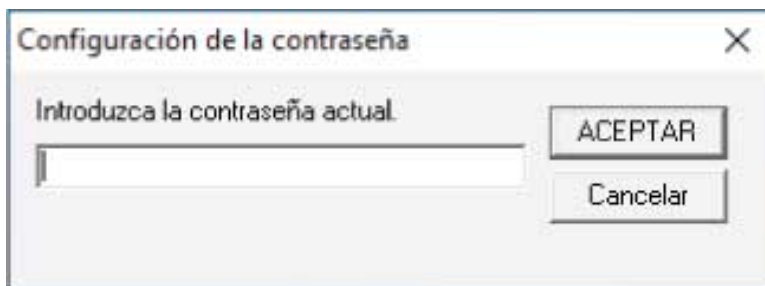 Configuración de la contraseña
Introduzca la contraseña actual.
ACEPTAR
Cancelar